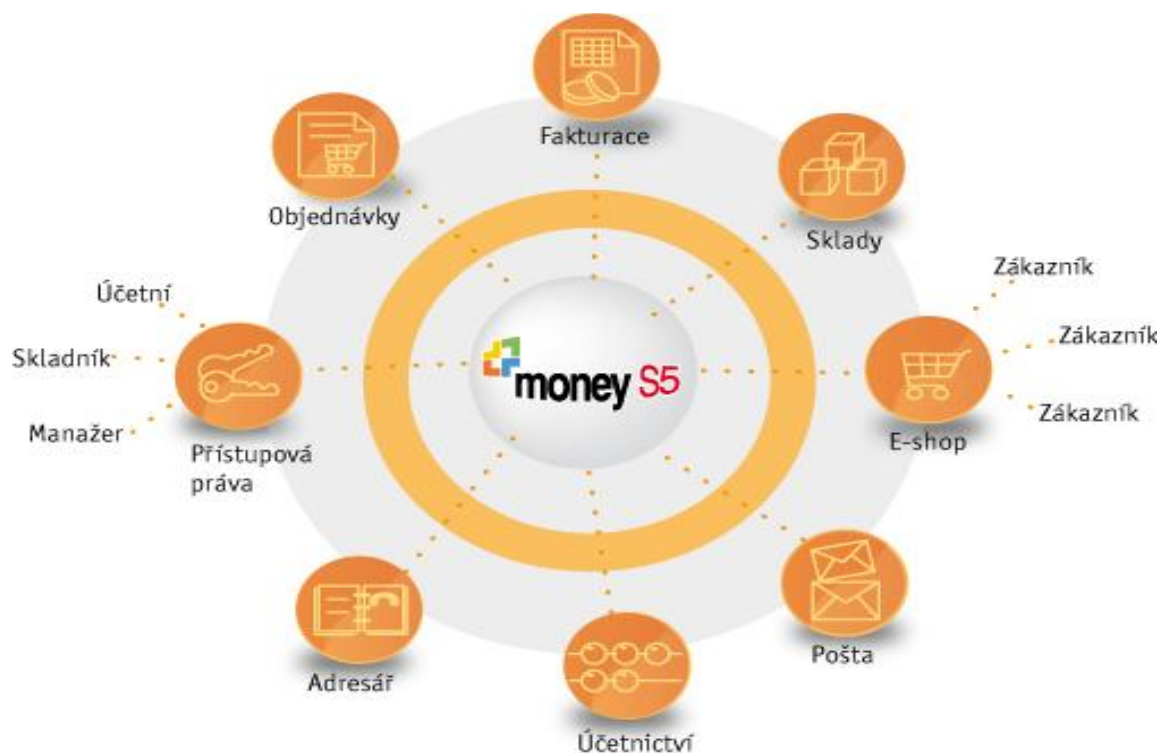 Fakturace
Objednávky
Sklady
Zákazník
Účetní
Zákazník
Skladník
money S5
Zákazník
Manažer
E-shop
Přístupová
práva
Pošta
Adresář
Účetnictví